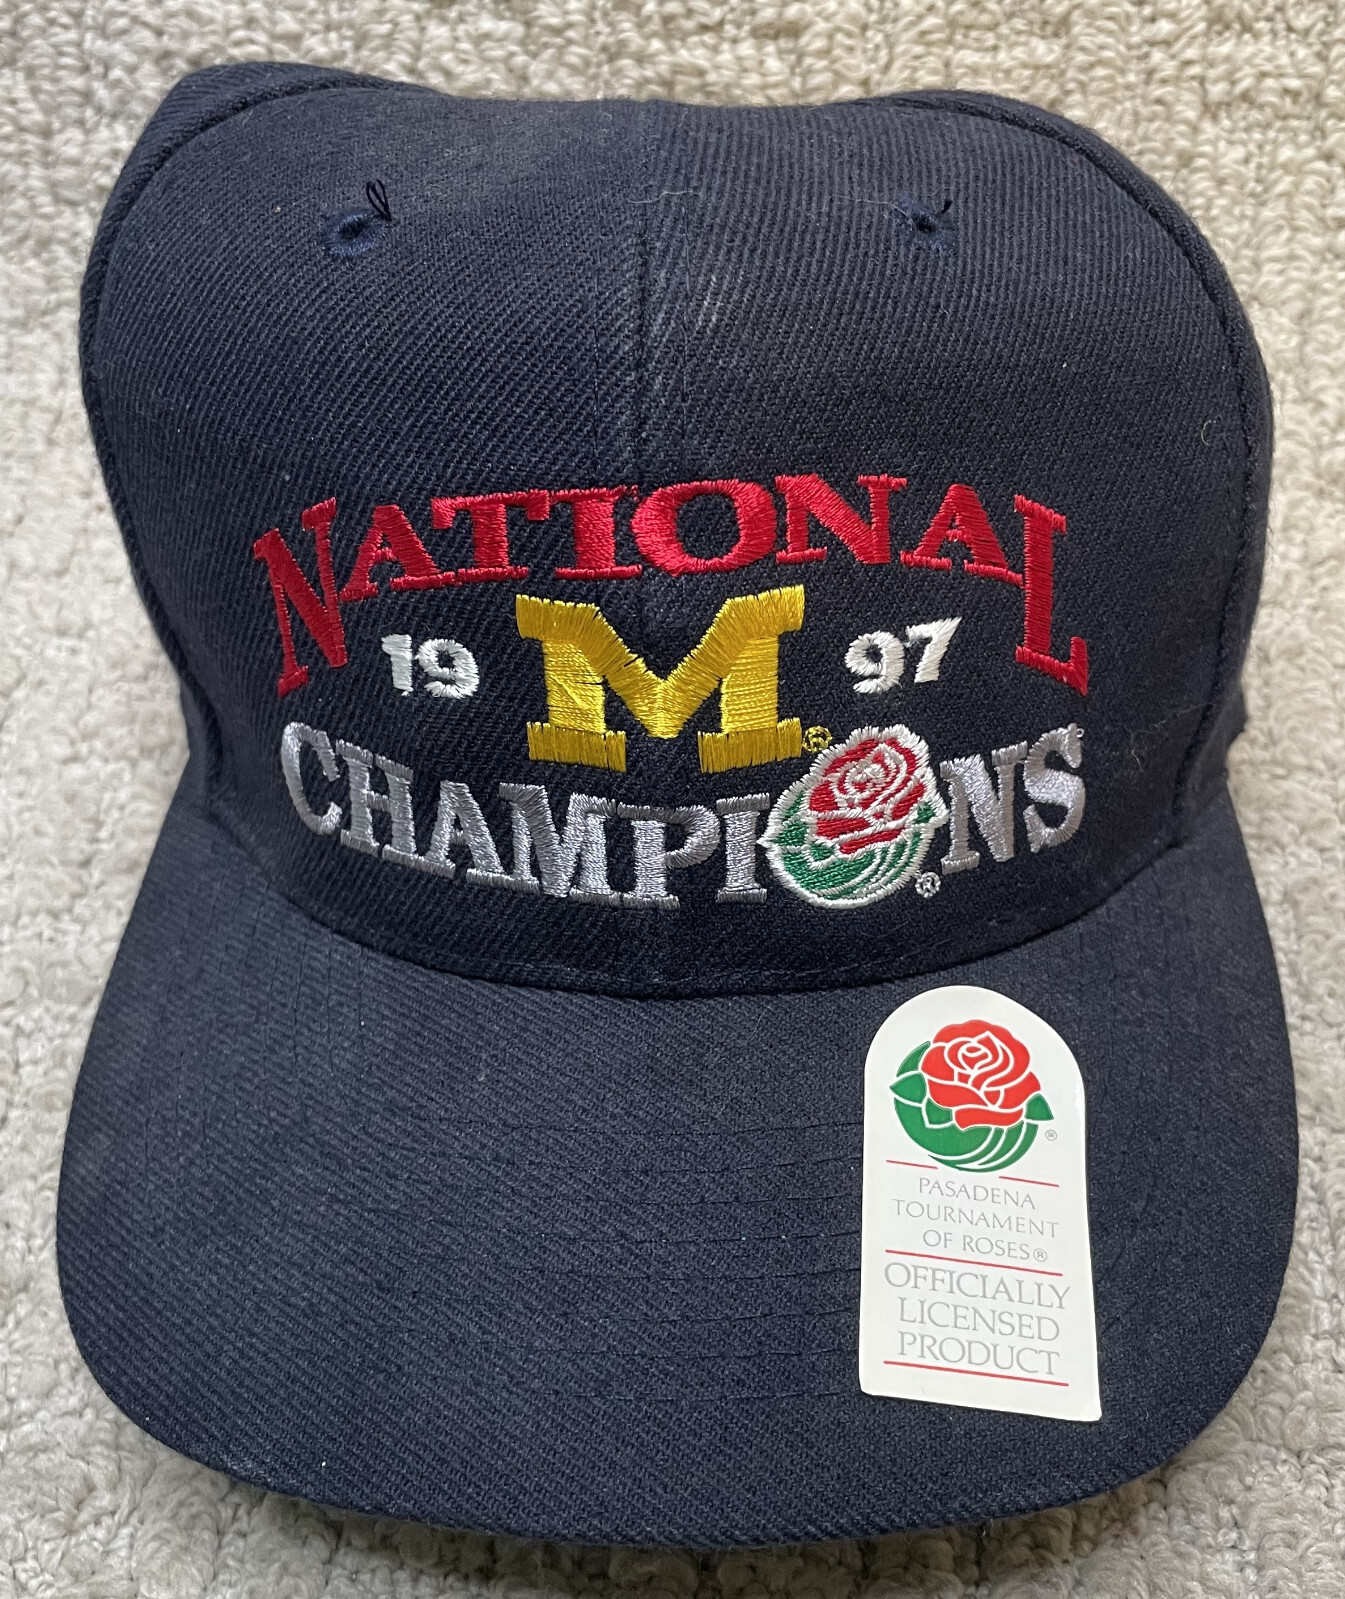 NATIONAL
19 M® 97
CHAMPIONS
®
®
PASADENA
TOURNAMENT
OF ROSES®
OFFICIALLY
LICENSED
PRODUCT